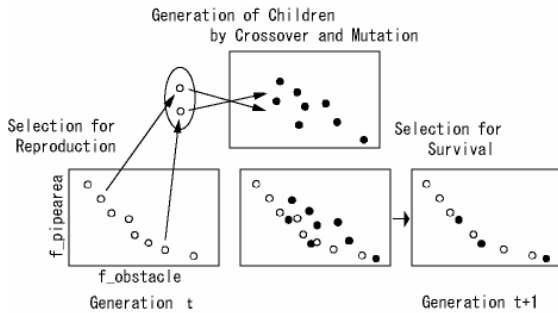 Generation of Children
by Crossover and Mutation
Selection for
Reproduction
Selection for
Survival
f_pipearea
f_obstacle
Generation t
Generation t+1